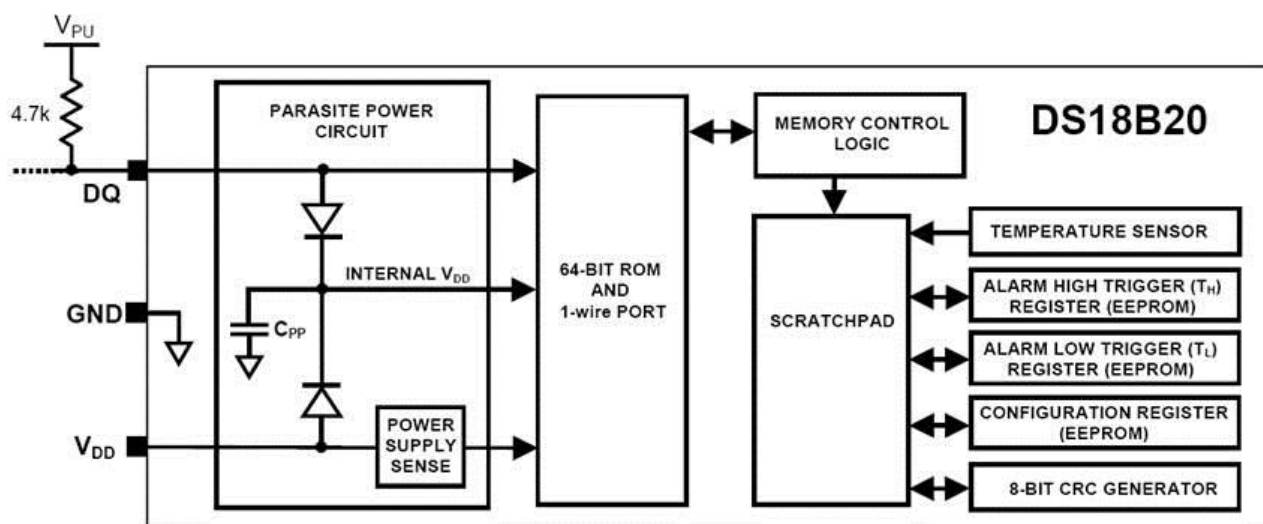 V_PU
4.7k
DQ
GND
V_DD
PARASITE POWER
CIRCUIT
INTERNAL V_DD
C_PP
POWER
SUPPLY
SENSE
64-BIT ROM
AND
1-wire PORT
MEMORY CONTROL
LOGIC
SCRATCHPAD
DS18B20
TEMPERATURE SENSOR
ALARM HIGH TRIGGER (T_H)
REGISTER (EEPROM)
ALARM LOW TRIGGER (T_L)
REGISTER (EEPROM)
CONFIGURATION REGISTER
(EEPROM)
8-BIT CRC GENERATOR